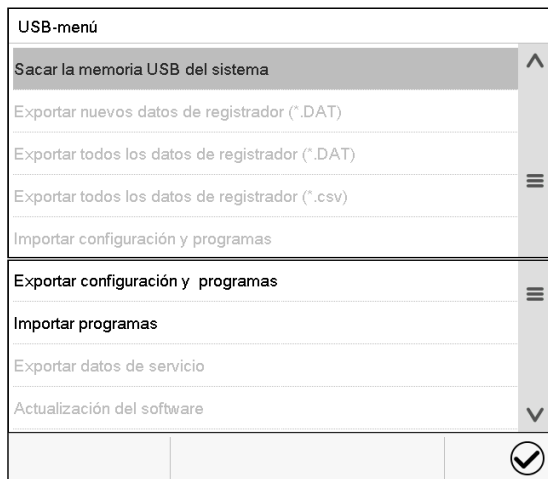 USB-menú
Sacar la memoria USB del sistema
Exportar nuevos datos de registrador (*.DAT)
Exportar todos los datos de registrador (*.DAT)
Exportar todos los datos de registrador (*.csv)
Importar configuración y programas
Exportar configuración y programas
Importar programas
Exportar datos de servicio
Actualización del software